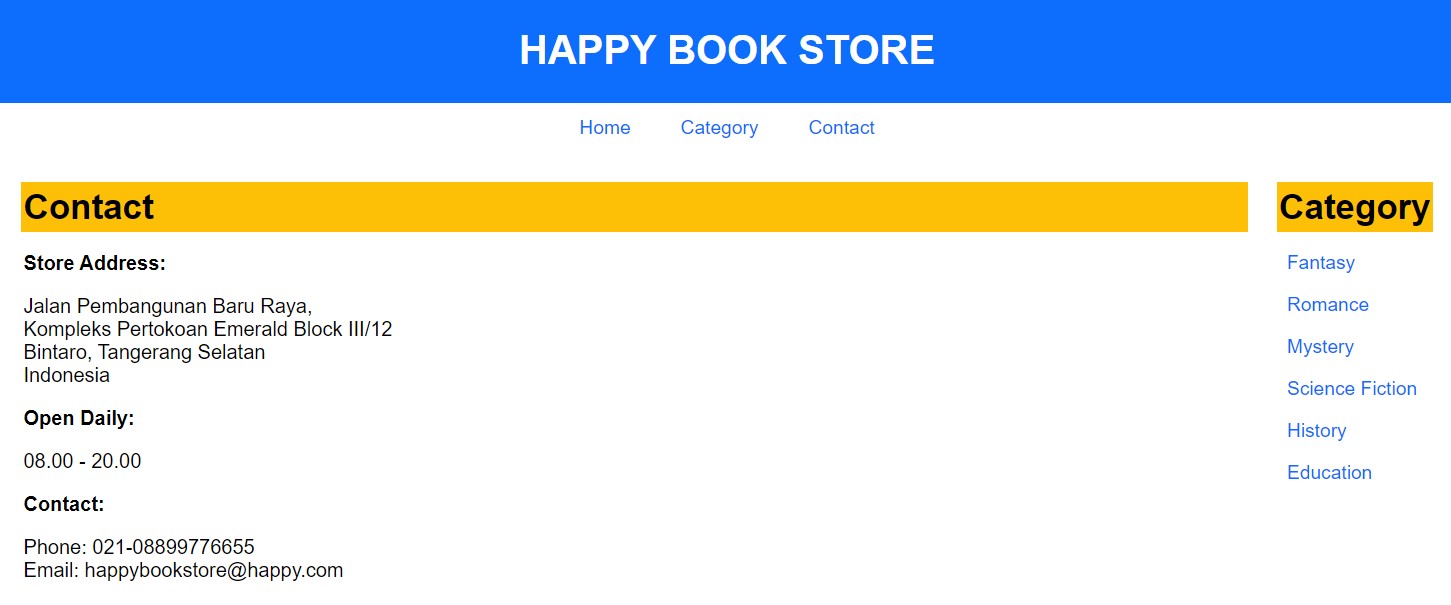 HAPPY BOOK STORE
Home Category Contact
Contact
Store Address:
Jalan Pembangunan Baru Raya,
Kompleks Pertokoan Emerald Block III/12
Bintaro, Tangerang Selatan
Indonesia
Open Daily:
08.00 - 20.00
Contact:
Phone: 021-08899776655
Email: happybookstore@happy.com
Category
Fantasy
Romance
Mystery
Science Fiction
History
Education